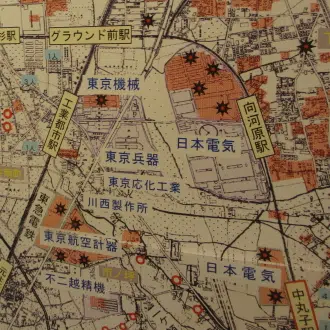 グラウンド前駅
東京機械
工業都市駅
向河原駅
日本電気
東京兵器
東京応化工業
川西製作所
東急
東京航空計器
日本電気
不二越精機
中丸子